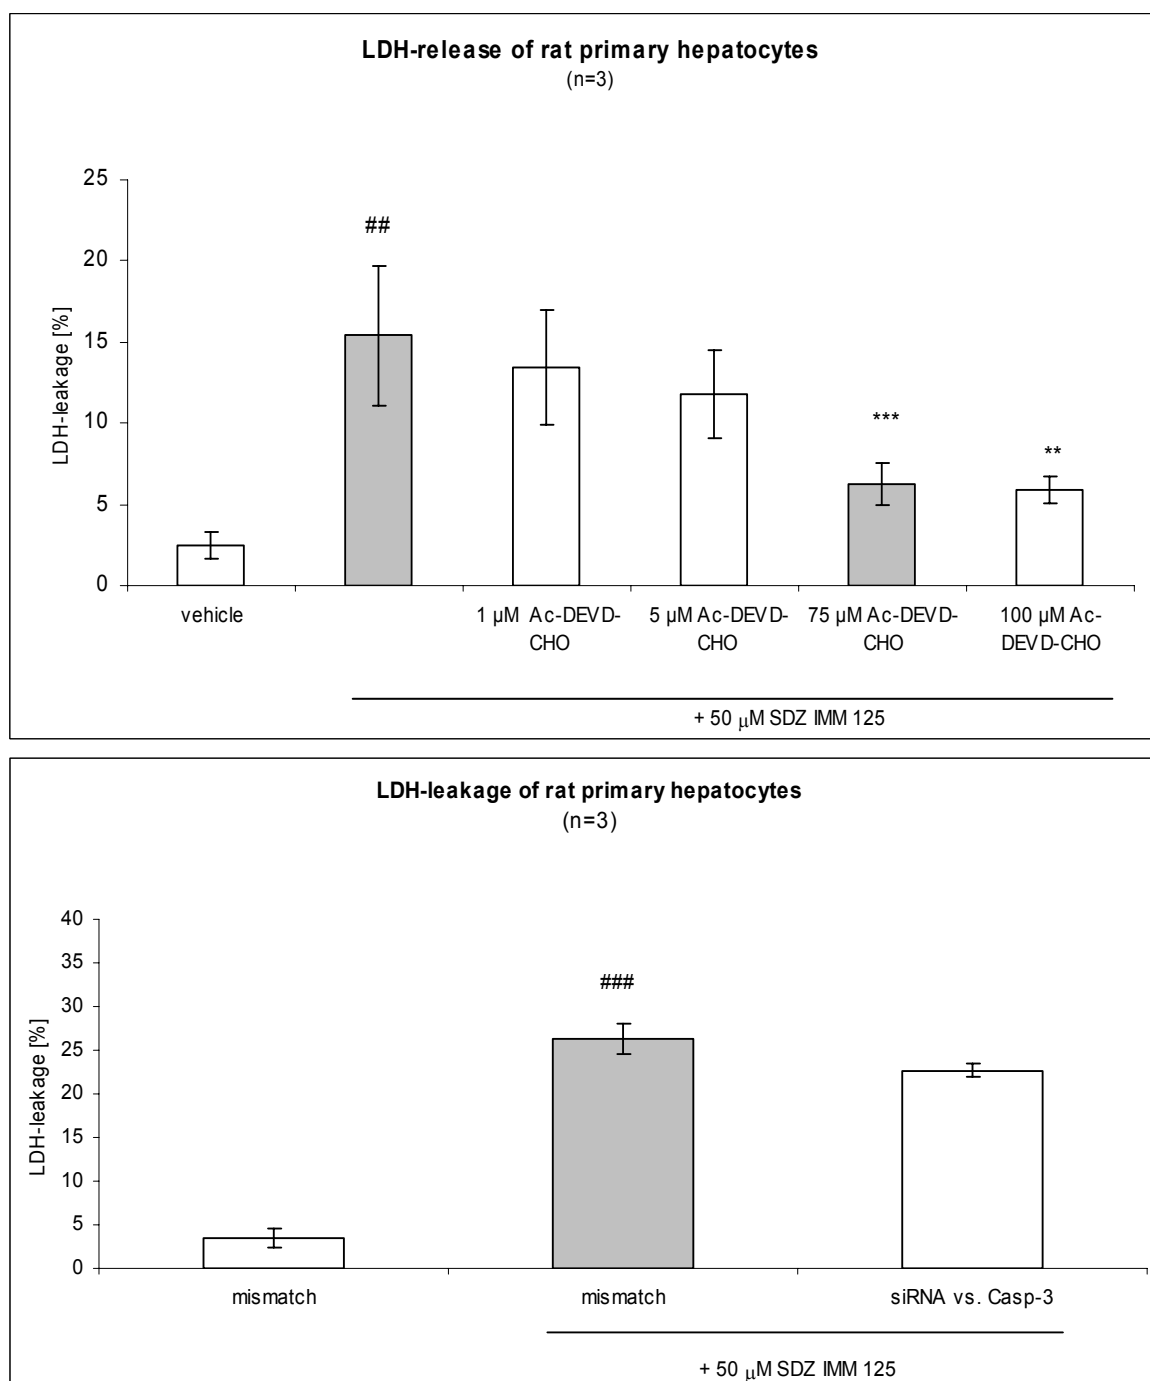 LDH-release of rat primary hepatocytes
(n=3)
25
20
15
10
5
0
LDH-leakage [%]
##
***
**
vehicle
1 µM Ac-DEVD-
CHO
5 µM Ac-DEVD-
CHO
75 µM Ac-DEVD-
CHO
100 µM Ac-
DEVD-CHO
+ 50 µM SDZ IMM 125
LDH-leakage of rat primary hepatocytes
(n=3)
40
35
30
25
20
15
10
5
0
LDH-leakage [%]
###
mismatch
mismatch
siRNA vs. Casp-3
+ 50 µM SDZ IMM 125